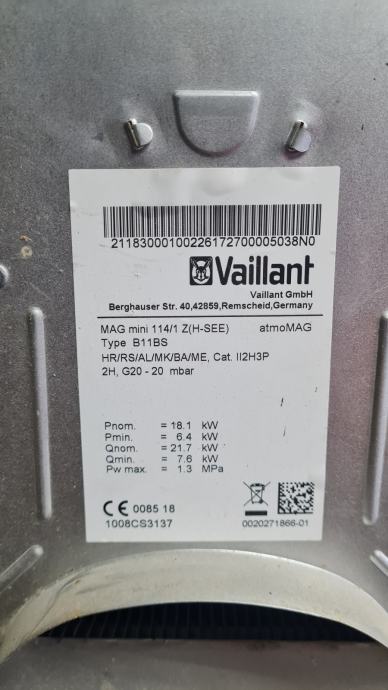 21183000100226172700005038N0
Vaillant
Vaillant GmbH
Berghauser Str. 40,42859,Remscheid,Germany
MAG mini 114/1 Z(H-SEE) atmoMAG
Type B11BS
HR/RS/AL/MK/BA/ME, Cat. II2H3P
2H, G20 - 20 mbar
Pnom. = 18.1 kW
Pmin. = 6.4 kW
Qnom. = 21.7 kW
Qmin. = 7.6 kW
Pw max. = 1.3 MPa
CE 0085 18
1008CS3137
0020271866-01